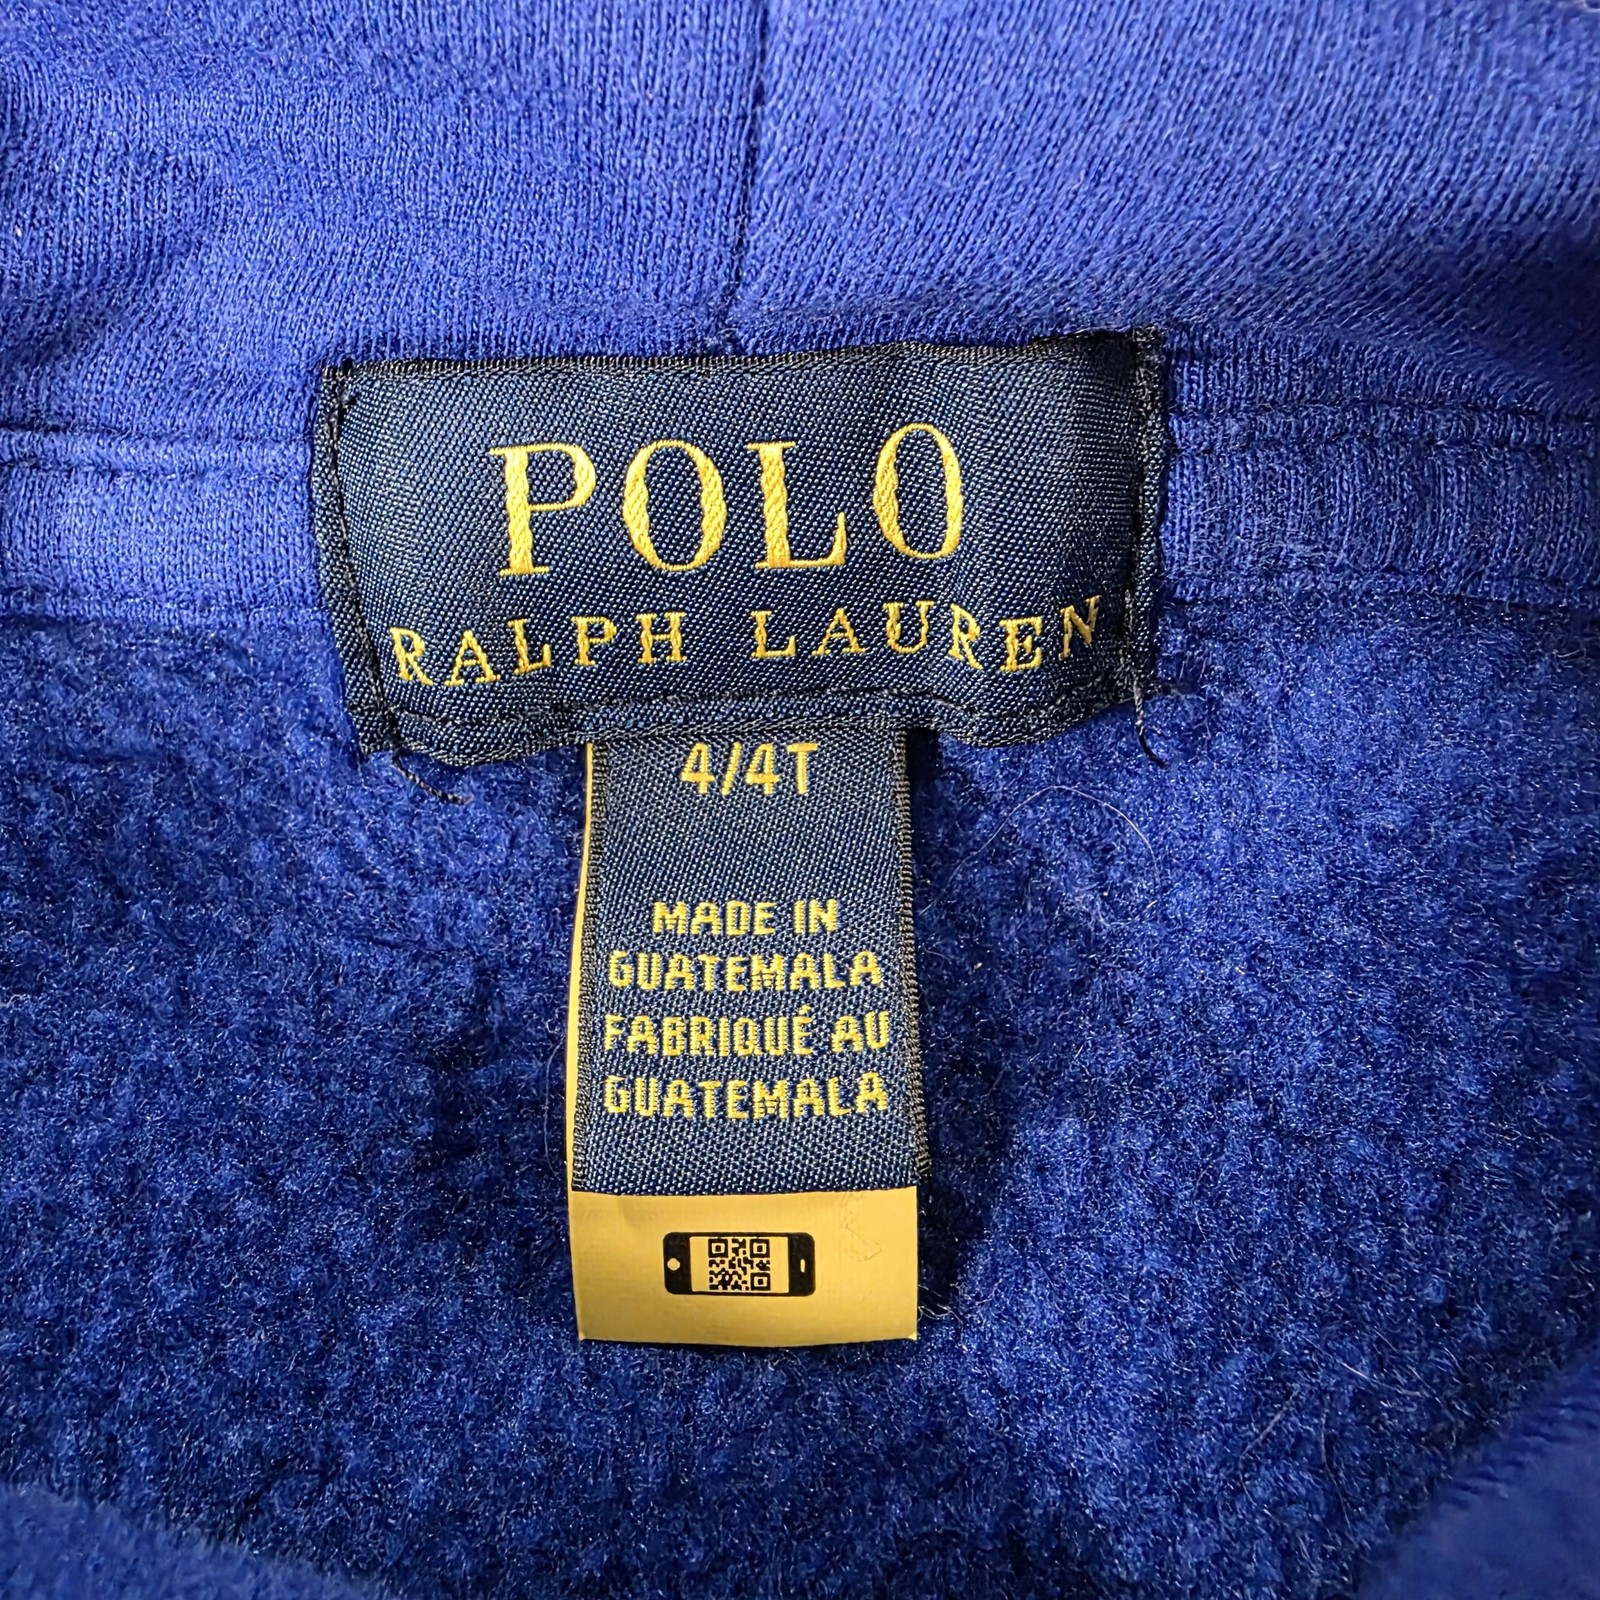 POLO
RALPH LAUREN
4/4T
MADE IN
GUATEMALA
FABRIQUÉ AU
GUATEMALA